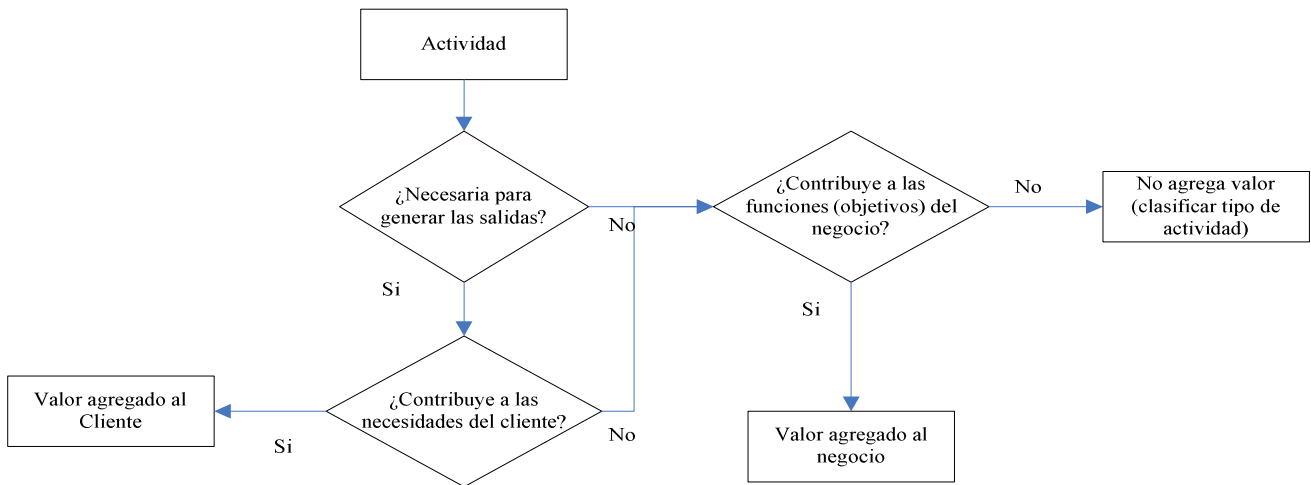 Actividad
¿Necesaria para
generar las salidas?
No
Si
¿Contribuye a las
necesidades del cliente?
Si
No
Valor agregado al
Cliente
¿Contribuye a las
funciones (objetivos) del
negocio?
No
Si
No agrega valor
(clasificar tipo de
actividad)
Valor agregado al
negocio